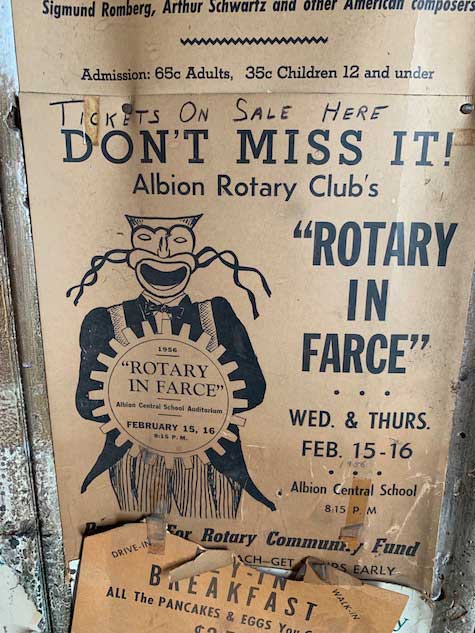 Sigmund Romberg, Arthur Schwartz and other American composers
Admission: 65c Adults, 35c Children 12 and under
TICKETS ON SALE HERE
DON'T MISS IT!
Albion Rotary Club's
"ROTARY
IN
FARCE"
1956
"ROTARY
IN FARCE"
Albion Central School Auditorium
FEBRUARY 15, 16
8:15 P. M.
WED. & THURS.
FEB. 15-16
Albion Central School
8:15 P. M
For Rotary Community Fund
ACH-GET
EARLY
DRIVE-IN
WALK-IN
BREAKFAST
ALL The PANCAKES & EGGS You